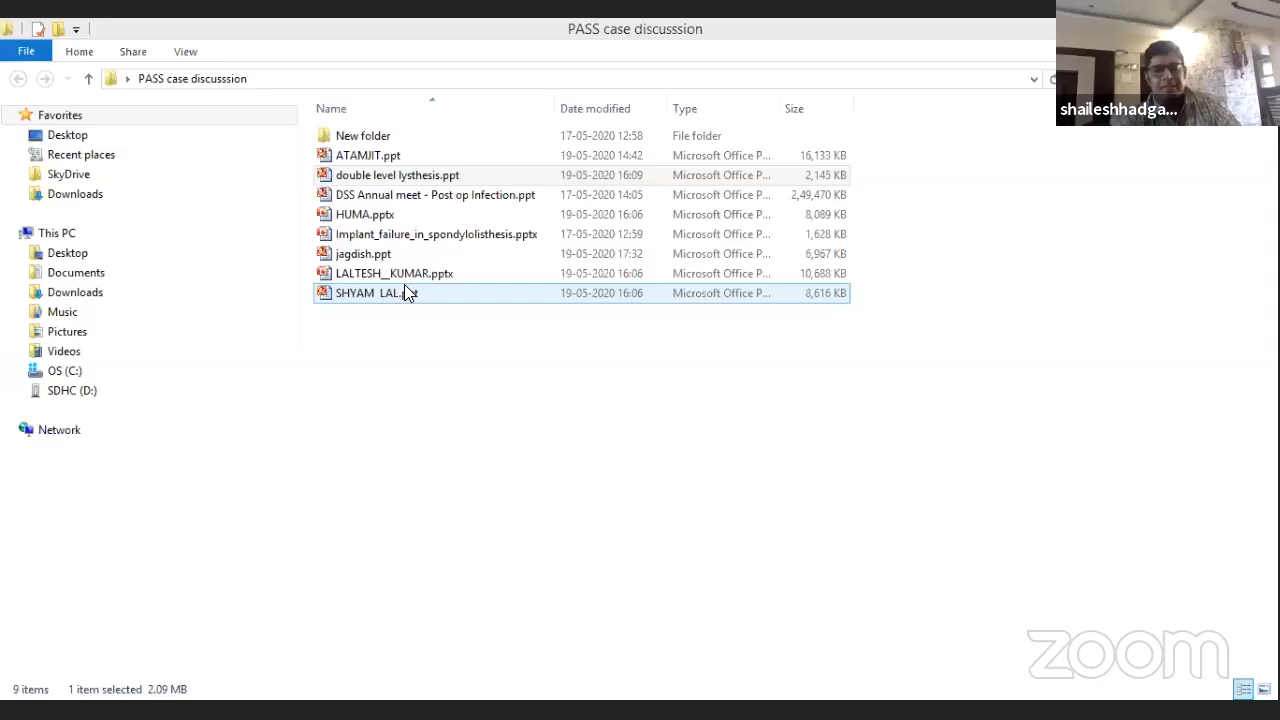 PASS case discusssion
File Home Share View
PASS case discusssion
shaileshhadga...
Name Date modified Type Size
Favorites
Desktop
Recent places
SkyDrive
Downloads
This PC
Desktop
Documents
Downloads
Music
Pictures
Videos
OS (C:)
SDHC (D:)
Network
New folder 17-05-2020 12:58 File folder
ATAMJIT.ppt 19-05-2020 14:42 Microsoft Office P... 16,133 KB
double level lysthesis.ppt 19-05-2020 16:09 Microsoft Office P... 2,145 KB
DSS Annual meet - Post op Infection.ppt 17-05-2020 14:05 Microsoft Office P... 2,49,470 KB
HUMA.pptx 19-05-2020 16:06 Microsoft Office P... 8,089 KB
Implant_failure_in_spondylolisthesis.pptx 17-05-2020 12:59 Microsoft Office P... 1,628 KB
jagdish.ppt 19-05-2020 17:32 Microsoft Office P... 6,967 KB
LALTESH__KUMAR.pptx 19-05-2020 16:06 Microsoft Office P... 10,688 KB
SHYAM LAL.ppt 19-05-2020 16:06 Microsoft Office P... 8,616 KB
zoom
9 items 1 item selected 2.09 MB